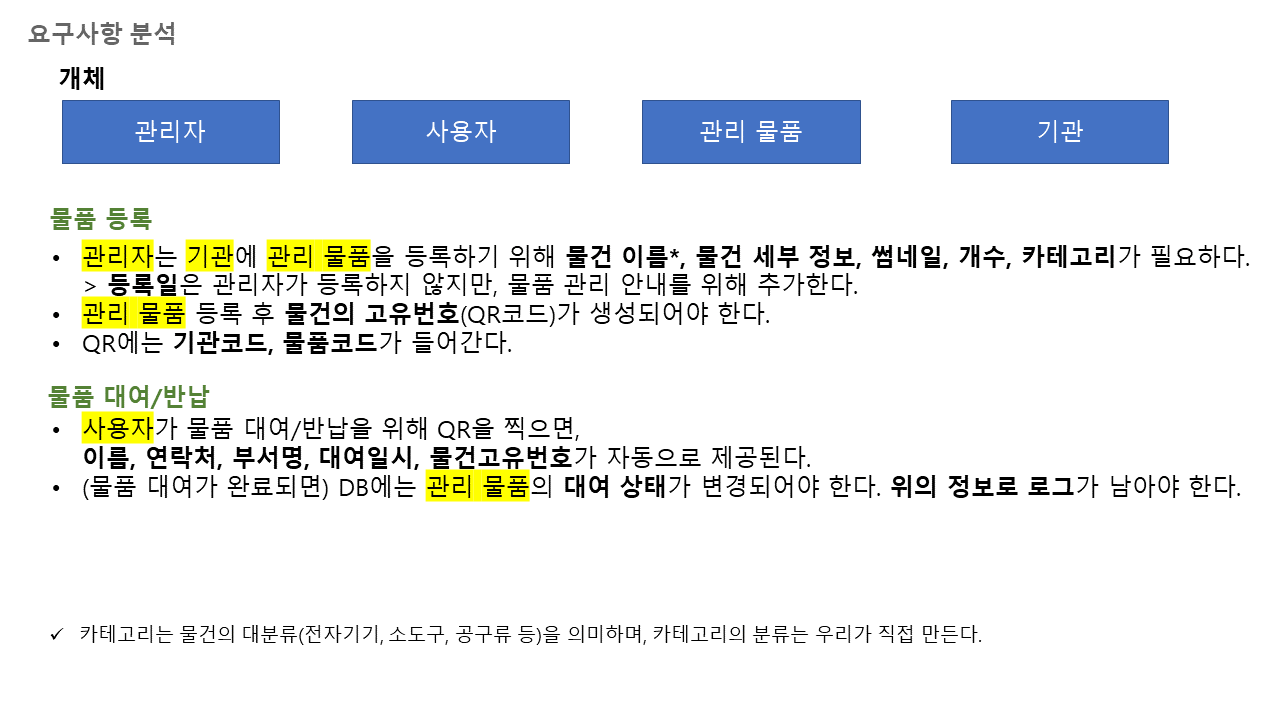 요구사항 분석
개체
관리자 사용자 관리 물품 기관
물품 등록
• 관리자는 기관에 관리 물품을 등록하기 위해 물건 이름*, 물건 세부 정보, 썸네일, 개수, 카테고리가 필요하다.
> 등록일은 관리자가 등록하지 않지만, 물품 관리 안내를 위해 추가한다.
• 관리 물품 등록 후 물건의 고유번호(QR코드)가 생성되어야 한다.
• QR에는 기관코드, 물품코드가 들어간다.
물품 대여/반납
• 사용자가 물품 대여/반납을 위해 QR을 찍으면,
이름, 연락처, 부서명, 대여일시, 물건고유번호가 자동으로 제공된다.
• (물품 대여가 완료되면) DB에는 관리 물품의 대여 상태가 변경되어야 한다. 위의 정보로 로그가 남아야 한다.
✓ 카테고리는 물건의 대분류(전자기기, 소도구, 공구류 등)을 의미하며, 카테고리의 분류는 우리가 직접 만든다.